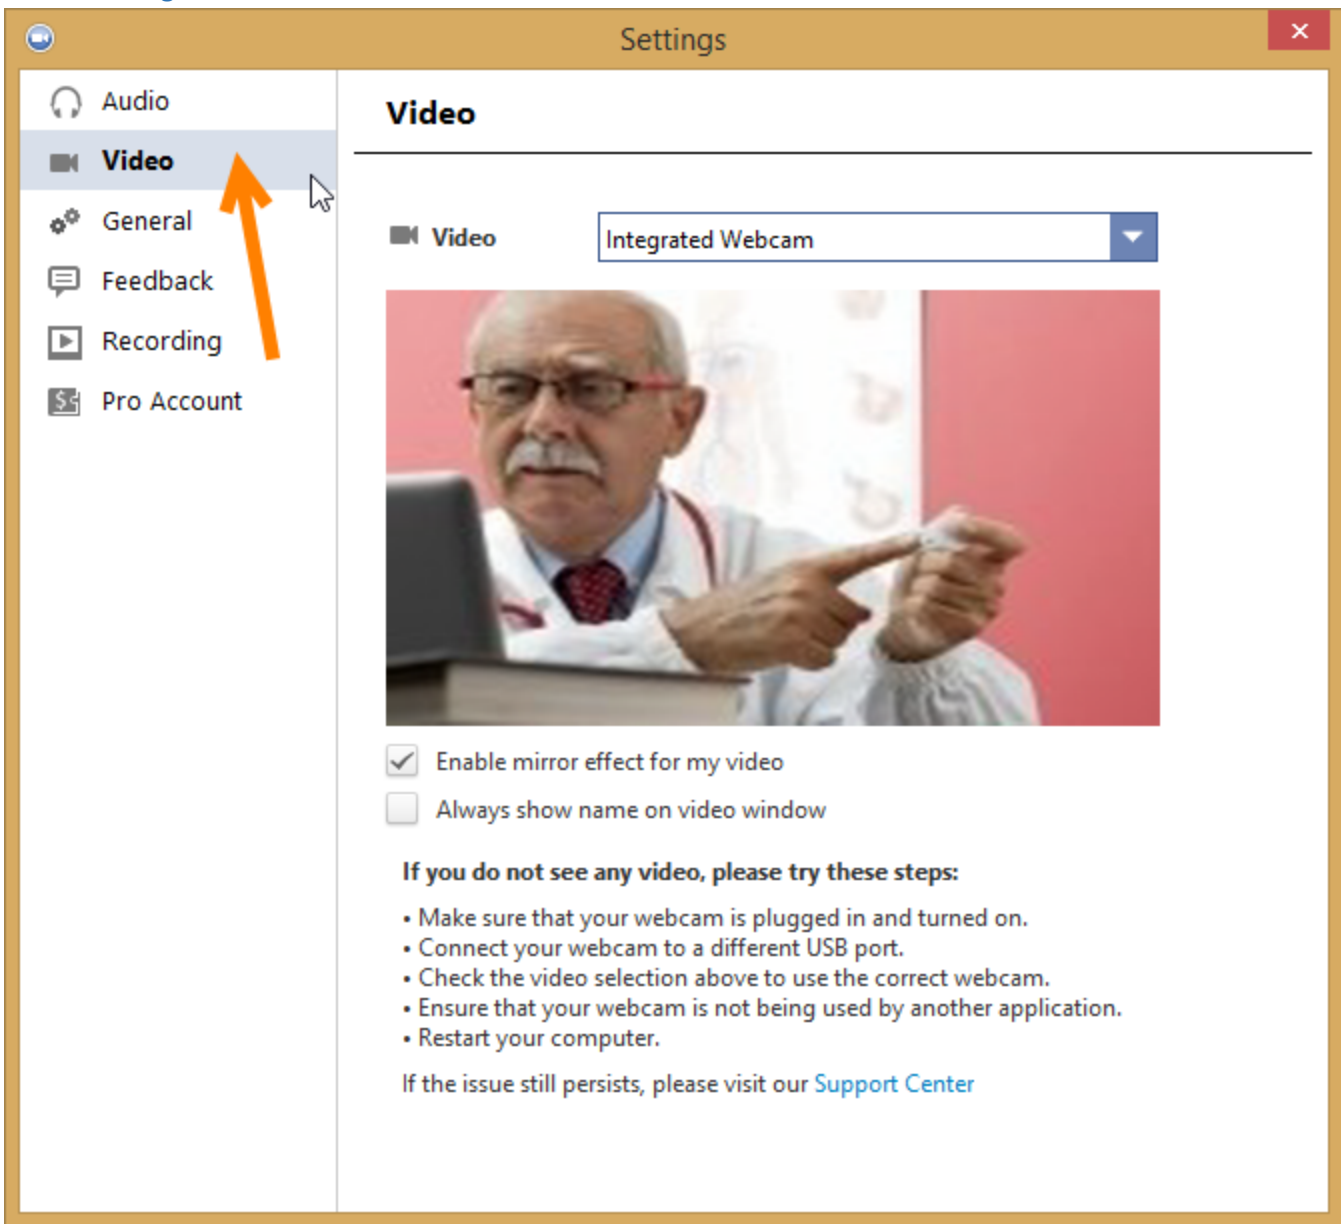 Settings
Audio
Video
General
Feedback
Recording
Pro Account
Video
Video
Integrated Webcam
Enable mirror effect for my video
Always show name on video window
If you do not see any video, please try these steps:
• Make sure that your webcam is plugged in and turned on.
• Connect your webcam to a different USB port.
• Check the video selection above to use the correct webcam.
• Ensure that your webcam is not being used by another application.
• Restart your computer.
If the issue still persists, please visit our Support Center